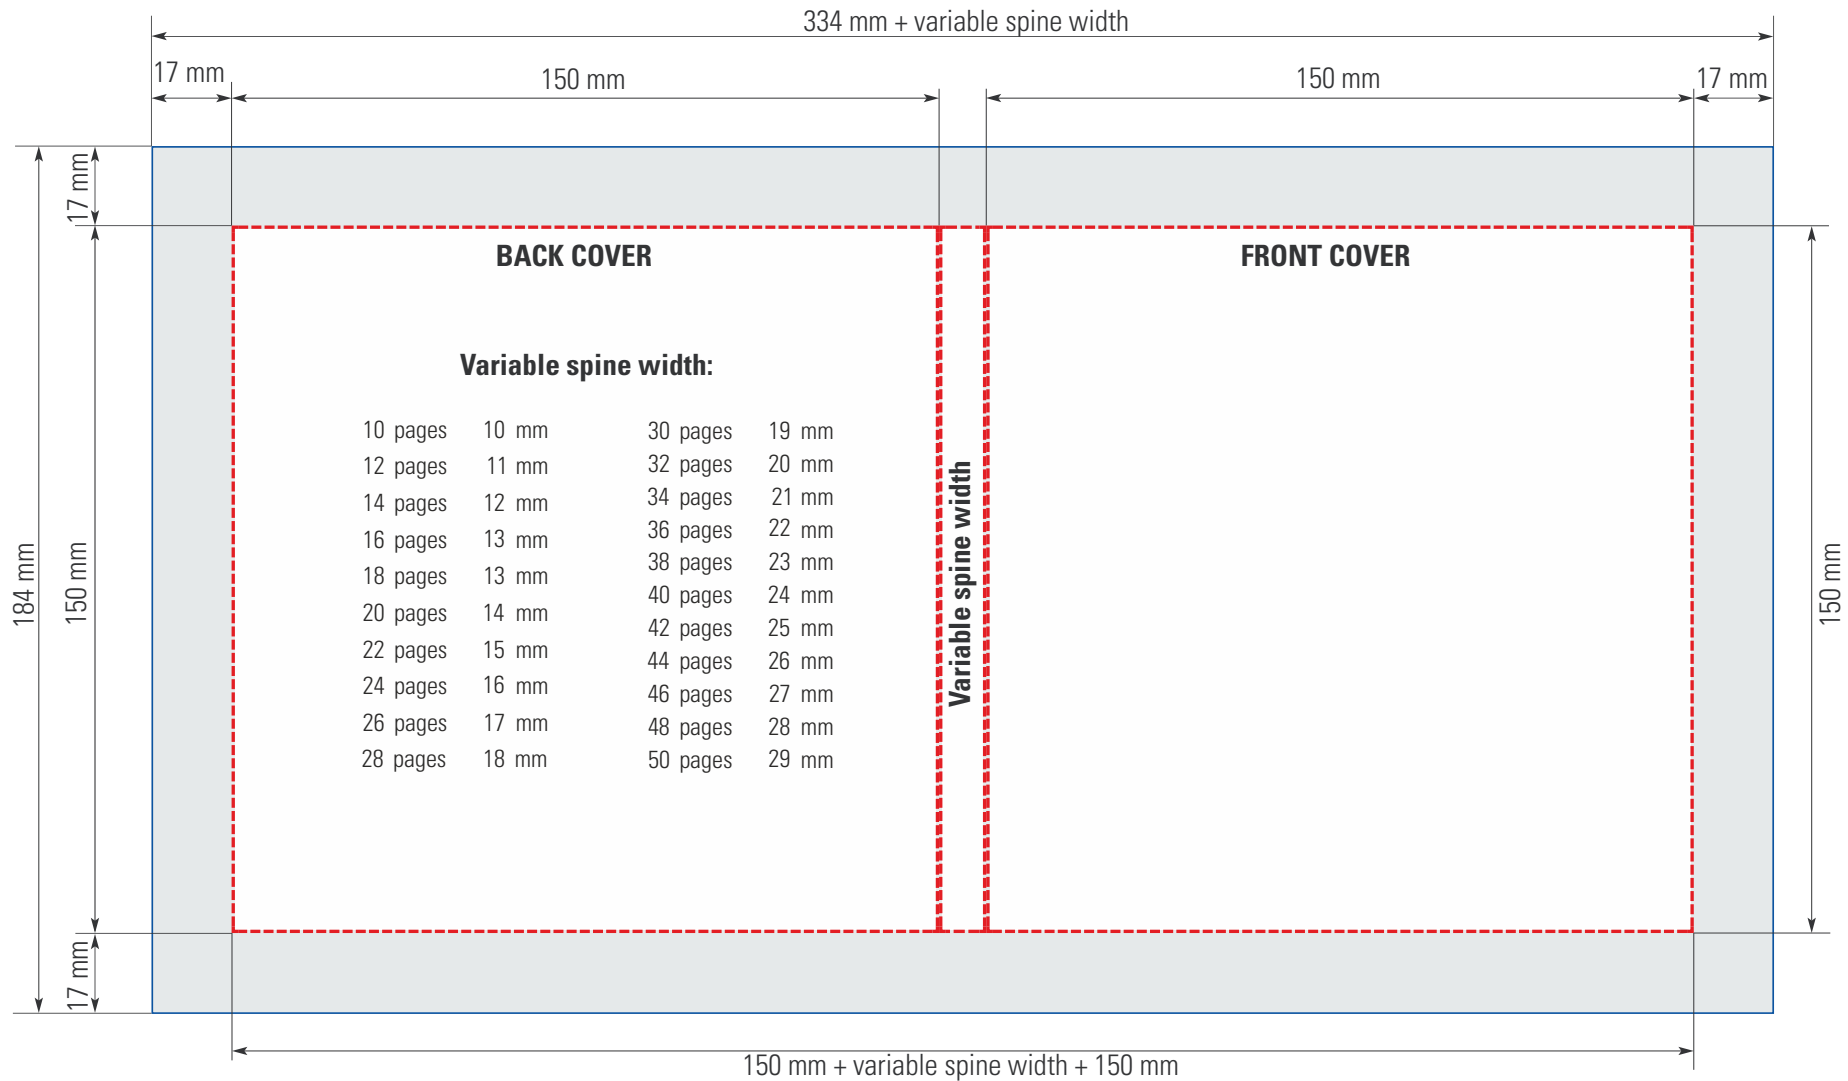 334 mm + variable spine width
17 mm
150 mm
150 mm
17 mm
17 mm
BACK COVER
FRONT COVER
Variable spine width:
10 pages 10 mm
12 pages 11 mm
14 pages 12 mm
16 pages 13 mm
18 pages 13 mm
20 pages 14 mm
22 pages 15 mm
24 pages 16 mm
26 pages 17 mm
28 pages 18 mm
30 pages 19 mm
32 pages 20 mm
34 pages 21 mm
36 pages 22 mm
38 pages 23 mm
40 pages 24 mm
42 pages 25 mm
44 pages 26 mm
46 pages 27 mm
48 pages 28 mm
50 pages 29 mm
Variable spine width
184 mm
150 mm
150 mm
17 mm
150 mm + variable spine width + 150 mm